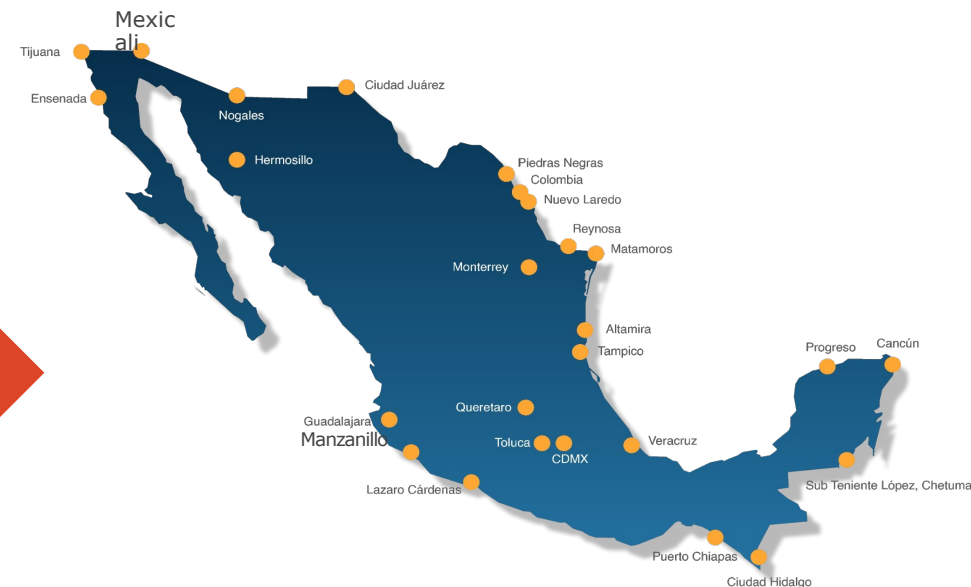 Mexic
ali
Tijuana
Ciudad Juárez
Ensenada
Nogales
Hermosillo
Piedras Negras
Colombia
Nuevo Laredo
Reynosa
Matamoros
Monterrey
Altamira
Tampico
Progreso
Cancún
Queretaro
Guadalajara
Manzanillo
Toluca
CDMX
Veracruz
Lazaro Cárdenas
Sub Teniente López, Chetuma
Puerto Chiapas
Ciudad Hidalgo